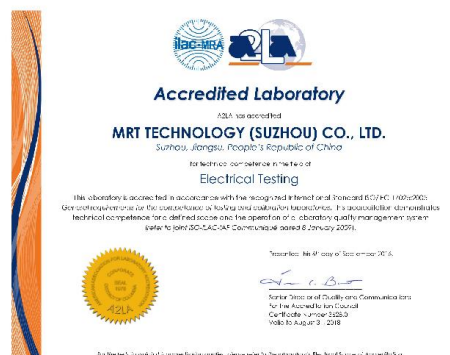 ilac-MRA
A2LA
Accredited Laboratory
A2LA has accredited
MRT TECHNOLOGY (SUZHOU) CO., LTD.
Suzhou, Jiangsu, People's Republic of China
for technical competence in the field of
Electrical Testing
This laboratory is accredited in accordance with the recognized International Standard ISO/IEC 17025:2005
General requirements for the competence of testing and calibration laboratories. This accreditation demonstrates
technical competence for a defined scope and the operation of a laboratory quality management system
(refer to joint ISO-ILAC-IAF Communiqué dated 8 January 2009).
Presented this day of September 2016.
Senior Director of Quality and Communications
For the Accreditation Council
Certificate Number 3628.01
Valid to August 31, 2018
CORPORATE
SEAL
1978
A2LA